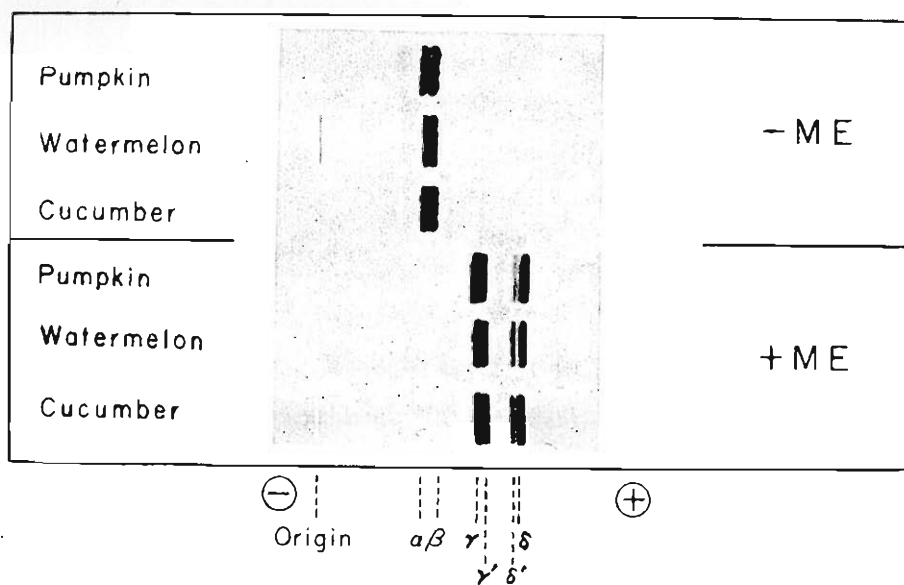 Pumpkin
Watermelon
Cucumber
- ME
Pumpkin
Watermelon
Cucumber
+ ME
− +
Origin α β γ δ
γ' δ'